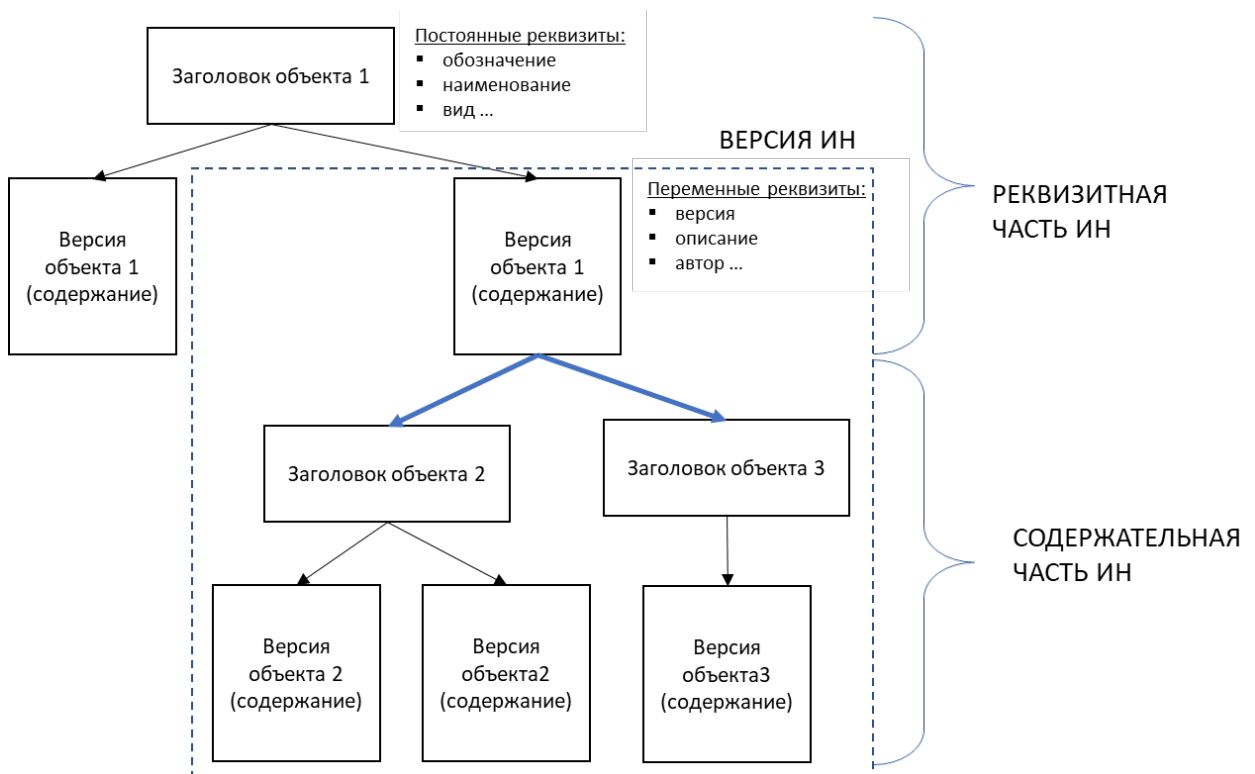 Заголовок объекта 1
Постоянные реквизиты:
▪ обозначение
▪ наименование
▪ вид ...
ВЕРСИЯ ИН
Версия
объекта 1
(содержание)
Версия
объекта 1
(содержание)
Переменные реквизиты:
▪ версия
▪ описание
▪ автор ...
РЕКВИЗИТНАЯ
ЧАСТЬ ИН
Заголовок объекта 2
Заголовок объекта 3
СОДЕРЖАТЕЛЬНАЯ
ЧАСТЬ ИН
Версия
объекта 2
(содержание)
Версия
объекта2
(содержание)
Версия
объекта3
(содержание)